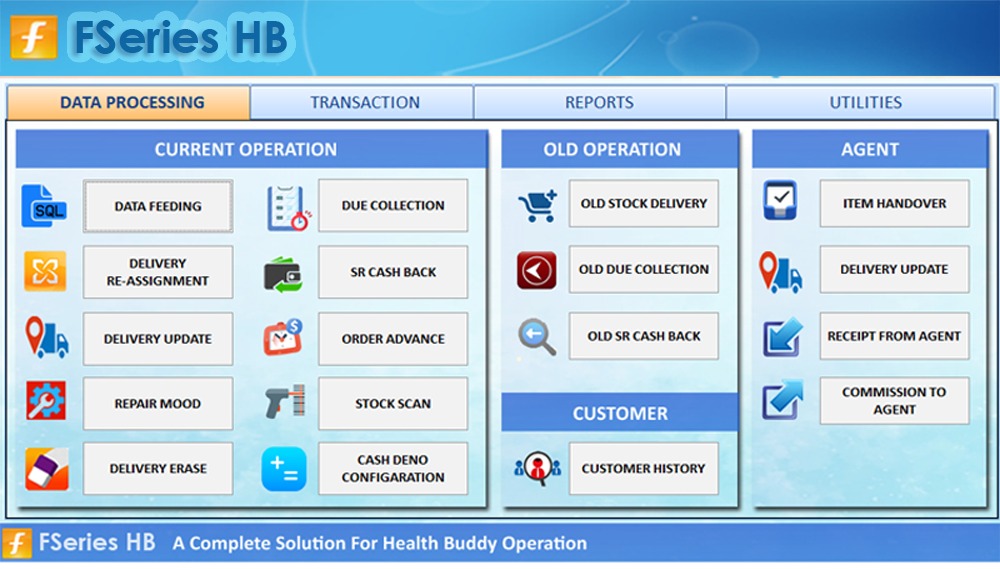 f FSeries HB
DATA PROCESSING
TRANSACTION
REPORTS
UTILITIES
CURRENT OPERATION
SQL
DATA FEEDING
DUE COLLECTION
DELIVERY
RE-ASSIGNMENT
SR CASH BACK
DELIVERY UPDATE
$
ORDER ADVANCE
REPAIR MOOD
STOCK SCAN
DELIVERY ERASE
CASH DENO
CONFIGARATION
OLD OPERATION
OLD STOCK DELIVERY
OLD DUE COLLECTION
OLD SR CASH BACK
CUSTOMER
CUSTOMER HISTORY
AGENT
ITEM HANDOVER
DELIVERY UPDATE
RECEIPT FROM AGENT
COMMISSION TO
AGENT
f FSeries HB A Complete Solution For Health Buddy Operation